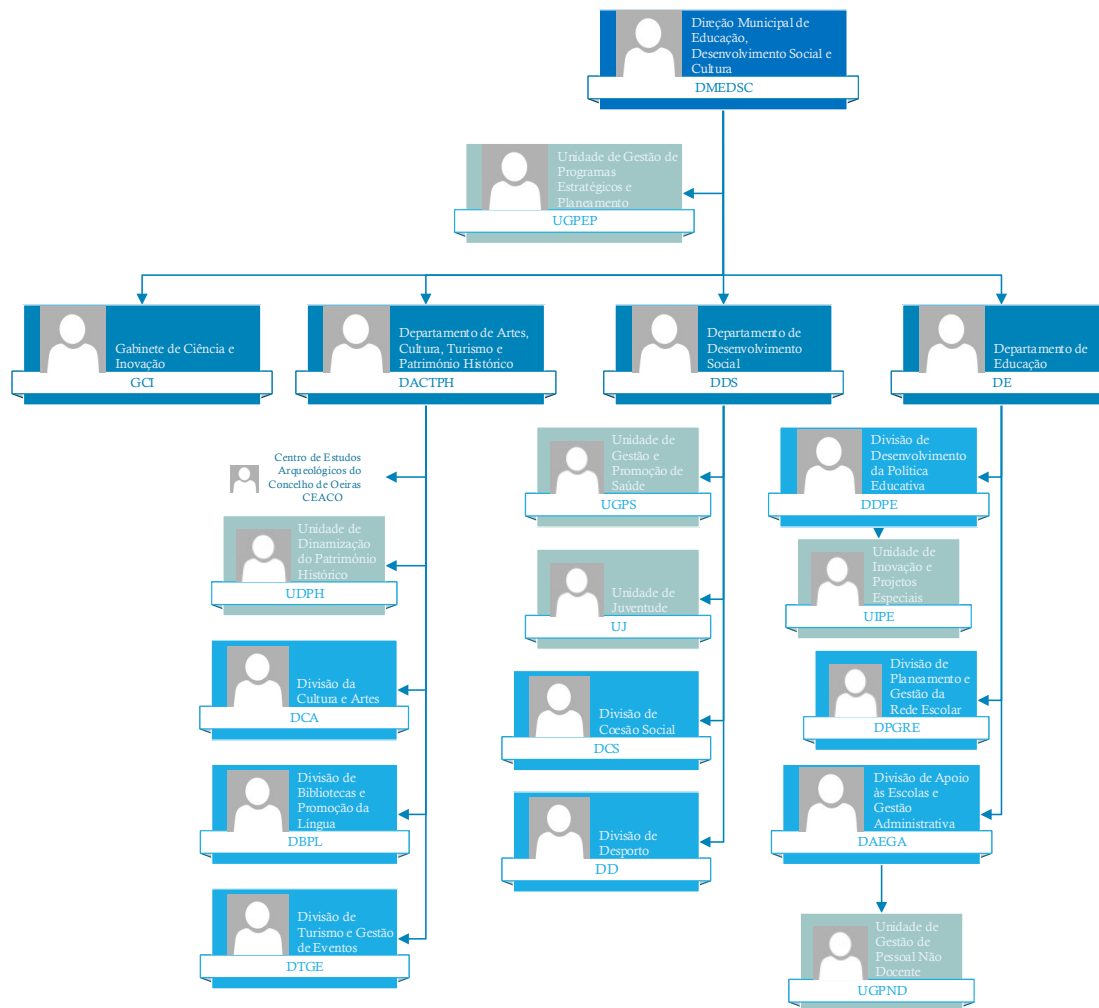 Direção Municipal de
Educação,
Desenvolvimento Social e
Cultura
DMEDSC
Unidade de Gestão de
Programas
Estratégicos e
Planeamento
UGPEP
Gabinete de Ciência e
Inovação
GCI
Departamento de Artes,
Cultura, Turismo e
Património Histórico
DACTPH
Departamento de
Desenvolvimento
Social
DDS
Departamento de
Educação
DE
Centro de Estudos
Arqueológicos do
Concelho de Oeiras
CEACO
Unidade de
Dinamização
do Património
Histórico
UDPH
Divisão da
Cultura e Artes
DCA
Divisão de
Bibliotecas e
Promoção da
Língua
DBPL
Divisão de
Turismo e Gestão
de Eventos
DTGE
Unidade de
Gestão e
Promoção de
Saúde
UGPS
Unidade de
Juventude
UJ
Divisão de
Coesão Social
DCS
Divisão de
Desporto
DD
Divisão de
Desenvolvimento
da Política
Educativa
DDPE
Unidade de
Inovação e
Projetos
Especiais
UIPE
Divisão de
Planeamento e
Gestão da
Rede Escolar
DPGRE
Divisão de Apoio
às Escolas e
Gestão
Administrativa
DAEGA
Unidade de
Gestão de
Pessoal Não
Docente
UGPND